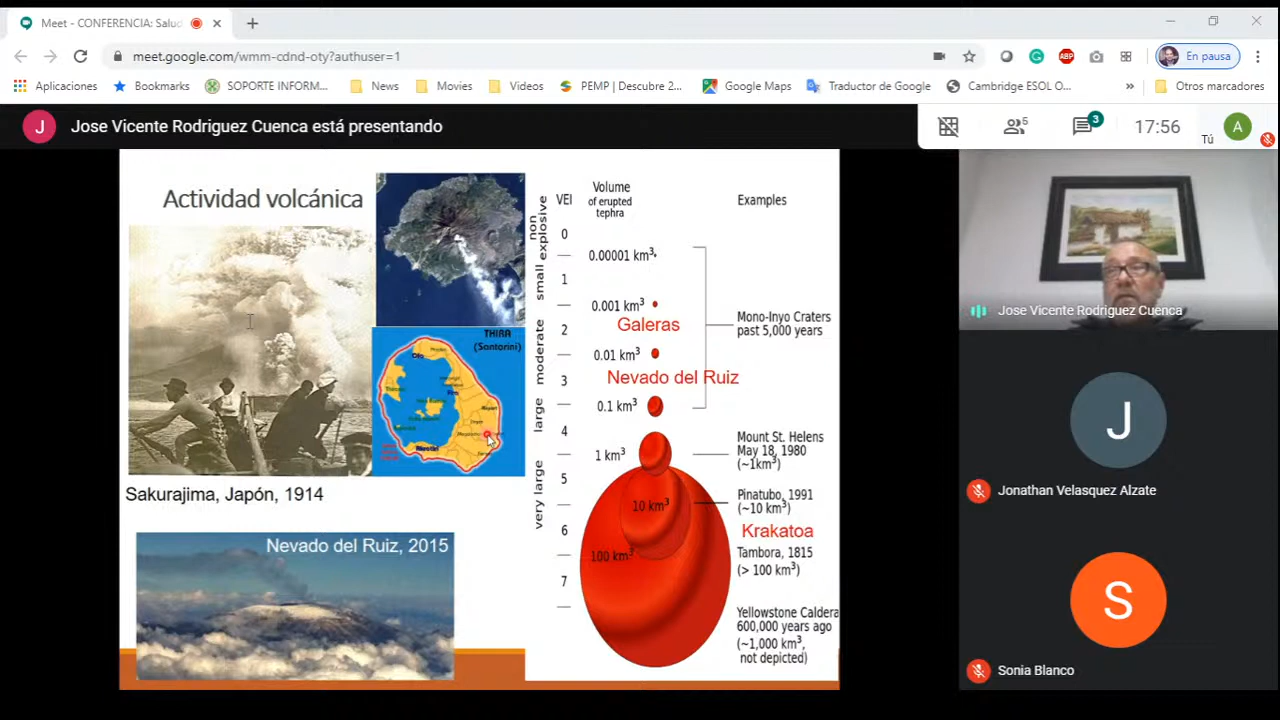 Meet - CONFERENCIA: Salu
meet.google.com/wmm-cdnd-oty?authuser=1
En pausa
Aplicaciones
Bookmarks
SOPORTE INFORM...
News
Movies
Videos
PEMP | Descubre 2...
Google Maps
Traductor de Google
Cambridge ESOL O...
»
Otros marcadores
ABP
J
Jose Vicente Rodriguez Cuenca está presentando
5
3
17:56
Tú
A
Actividad volcánica
THIRA
(Santorini)
Sakurajima, Japón, 1914
Nevado del Ruiz, 2015
VEI
Volume
of erupted
tephra
Examples
non
explosive
small
moderate
large
very large
0
0.00001 km³
1
0.001 km³
Galeras
2
0.01 km³
Nevado del Ruiz
3
0.1 km³
4
1 km³
5
10 km³
6
100 km³
7
Mono-Inyo Craters
past 5,000 years
Mount St. Helens
May 18, 1980
(~1km³)
Pinatubo, 1991
(~10 km³)
Krakatoa
Tambora, 1815
(> 100 km³)
Yellowstone Caldera
600,000 years ago
(~1,000 km³,
not depicted)
Jose Vicente Rodriguez Cuenca
J
Jonathan Velasquez Alzate
S
Sonia Blanco